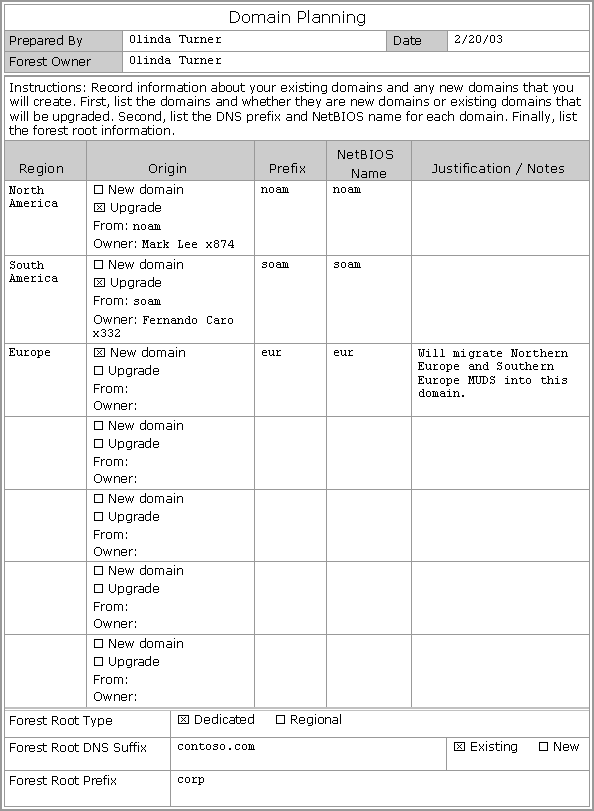 Domain Planning
Prepared By Olinda Turner Date 2/20/03
Forest Owner Olinda Turner
Instructions: Record information about your existing domains and any new domains that you
will create. First, list the domains and whether they are new domains or existing domains that
will be upgraded. Second, list the DNS prefix and NetBIOS name for each domain. Finally, list
the forest root information.
Region Origin Prefix NetBIOS Name Justification / Notes
North America
☐ New domain
☒ Upgrade
From: noam
Owner: Mark Lee x874
noam
noam
South America
☐ New domain
☒ Upgrade
From: soam
Owner: Fernando Caro
x332
soam
soam
Europe
☒ New domain
☐ Upgrade
From:
Owner:
eur
eur
Will migrate Northern
Europe and Southern
Europe MUDS into this
domain.
☐ New domain
☐ Upgrade
From:
Owner:
☐ New domain
☐ Upgrade
From:
Owner:
☐ New domain
☐ Upgrade
From:
Owner:
☐ New domain
☐ Upgrade
From:
Owner:
Forest Root Type ☒ Dedicated ☐ Regional
Forest Root DNS Suffix contoso.com ☒ Existing ☐ New
Forest Root Prefix corp